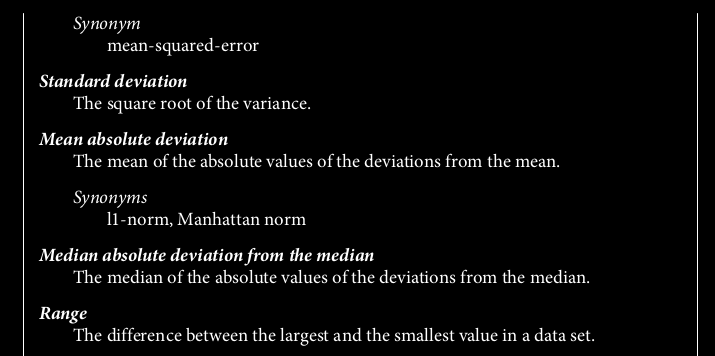 Synonym
mean-squared-error
Standard deviation
The square root of the variance.
Mean absolute deviation
The mean of the absolute values of the deviations from the mean.
Synonyms
l1-norm, Manhattan norm
Median absolute deviation from the median
The median of the absolute values of the deviations from the median.
Range
The difference between the largest and the smallest value in a data set.